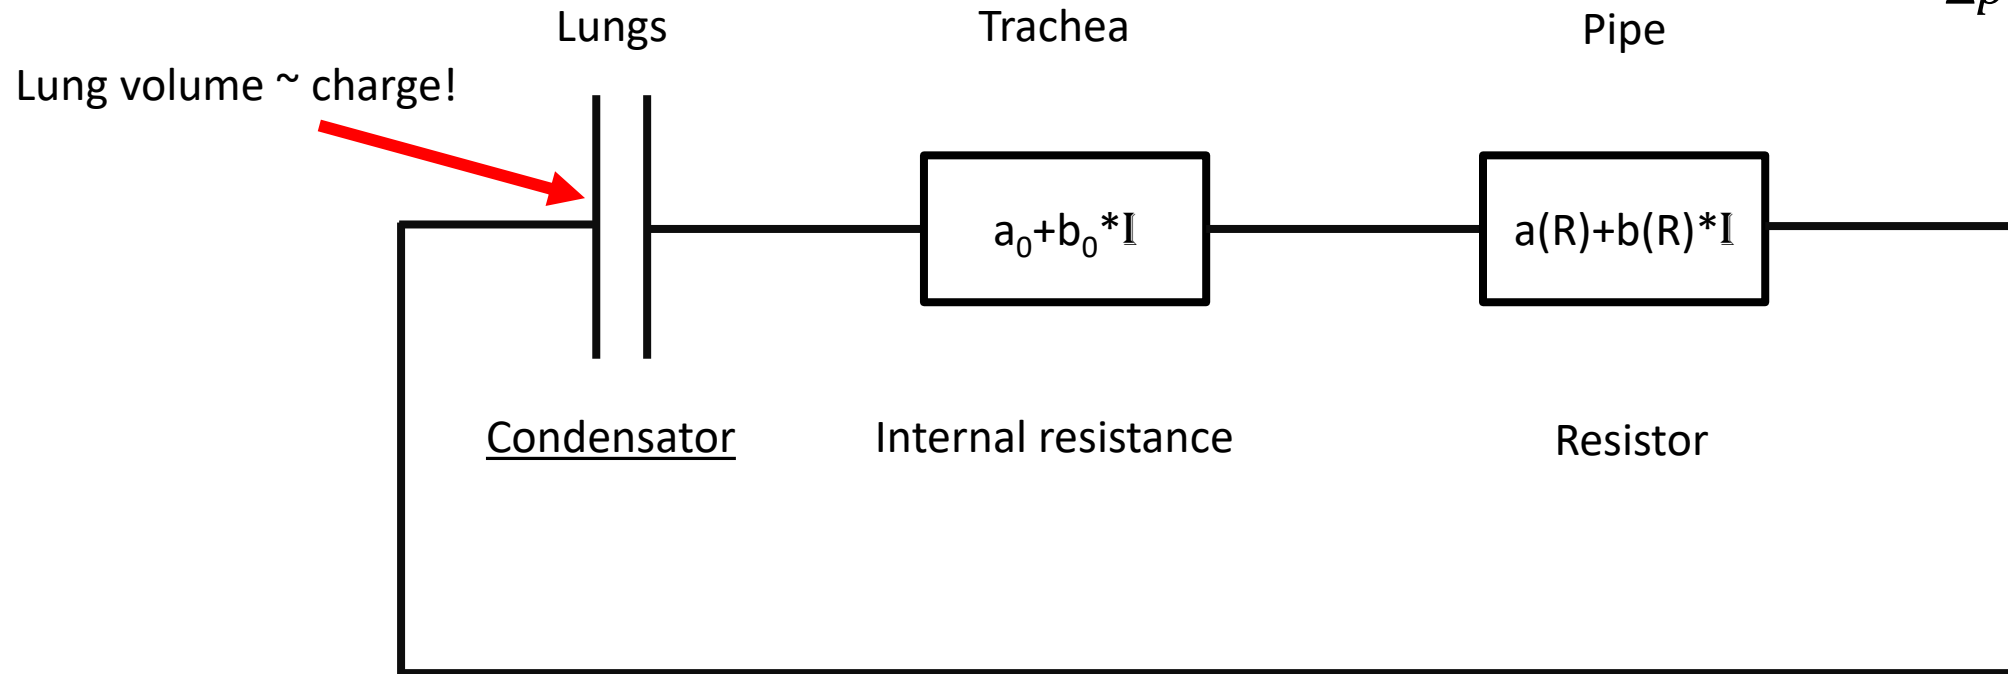 Lungs
Trachea
Pipe
Lung volume ~ charge!
a₀+b₀*I
a(R)+b(R)*I
Condensator
Internal resistance
Resistor